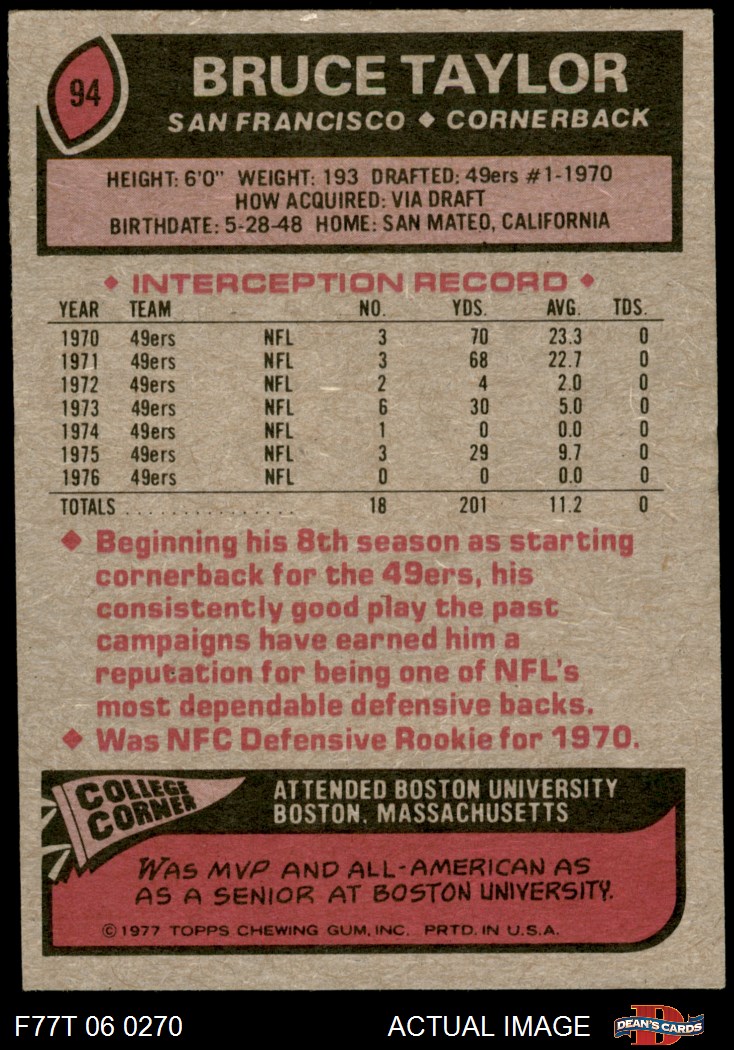 94
BRUCE TAYLOR
SAN FRANCISCO ◆ CORNERBACK
HEIGHT: 6'0" WEIGHT: 193 DRAFTED: 49ers #1-1970
HOW ACQUIRED: VIA DRAFT
BIRTHDATE: 5-28-48 HOME: SAN MATEO, CALIFORNIA
◆ INTERCEPTION RECORD ◆
YEAR TEAM NO. YDS. AVG. TDS.
1970 49ers NFL 3 70 23.3 0
1971 49ers NFL 3 68 22.7 0
1972 49ers NFL 2 4 2.0 0
1973 49ers NFL 6 30 5.0 0
1974 49ers NFL 1 0 0.0 0
1975 49ers NFL 3 29 9.7 0
1976 49ers NFL 0 0 0.0 0
TOTALS . . . . . . . . . . . . . . . 18 201 11.2 0
◆ Beginning his 8th season as starting
cornerback for the 49ers, his
consistently good play the past
campaigns have earned him a
reputation for being one of NFL's
most dependable defensive backs.
◆ Was NFC Defensive Rookie for 1970.
COLLEGE
CORNER
ATTENDED BOSTON UNIVERSITY
BOSTON, MASSACHUSETTS
WAS MVP AND ALL-AMERICAN AS
AS A SENIOR AT BOSTON UNIVERSITY.
© 1977 TOPPS CHEWING GUM, INC. PRTD. IN U.S.A.
F77T 06 0270 ACTUAL IMAGE D DEAN'S CARDS